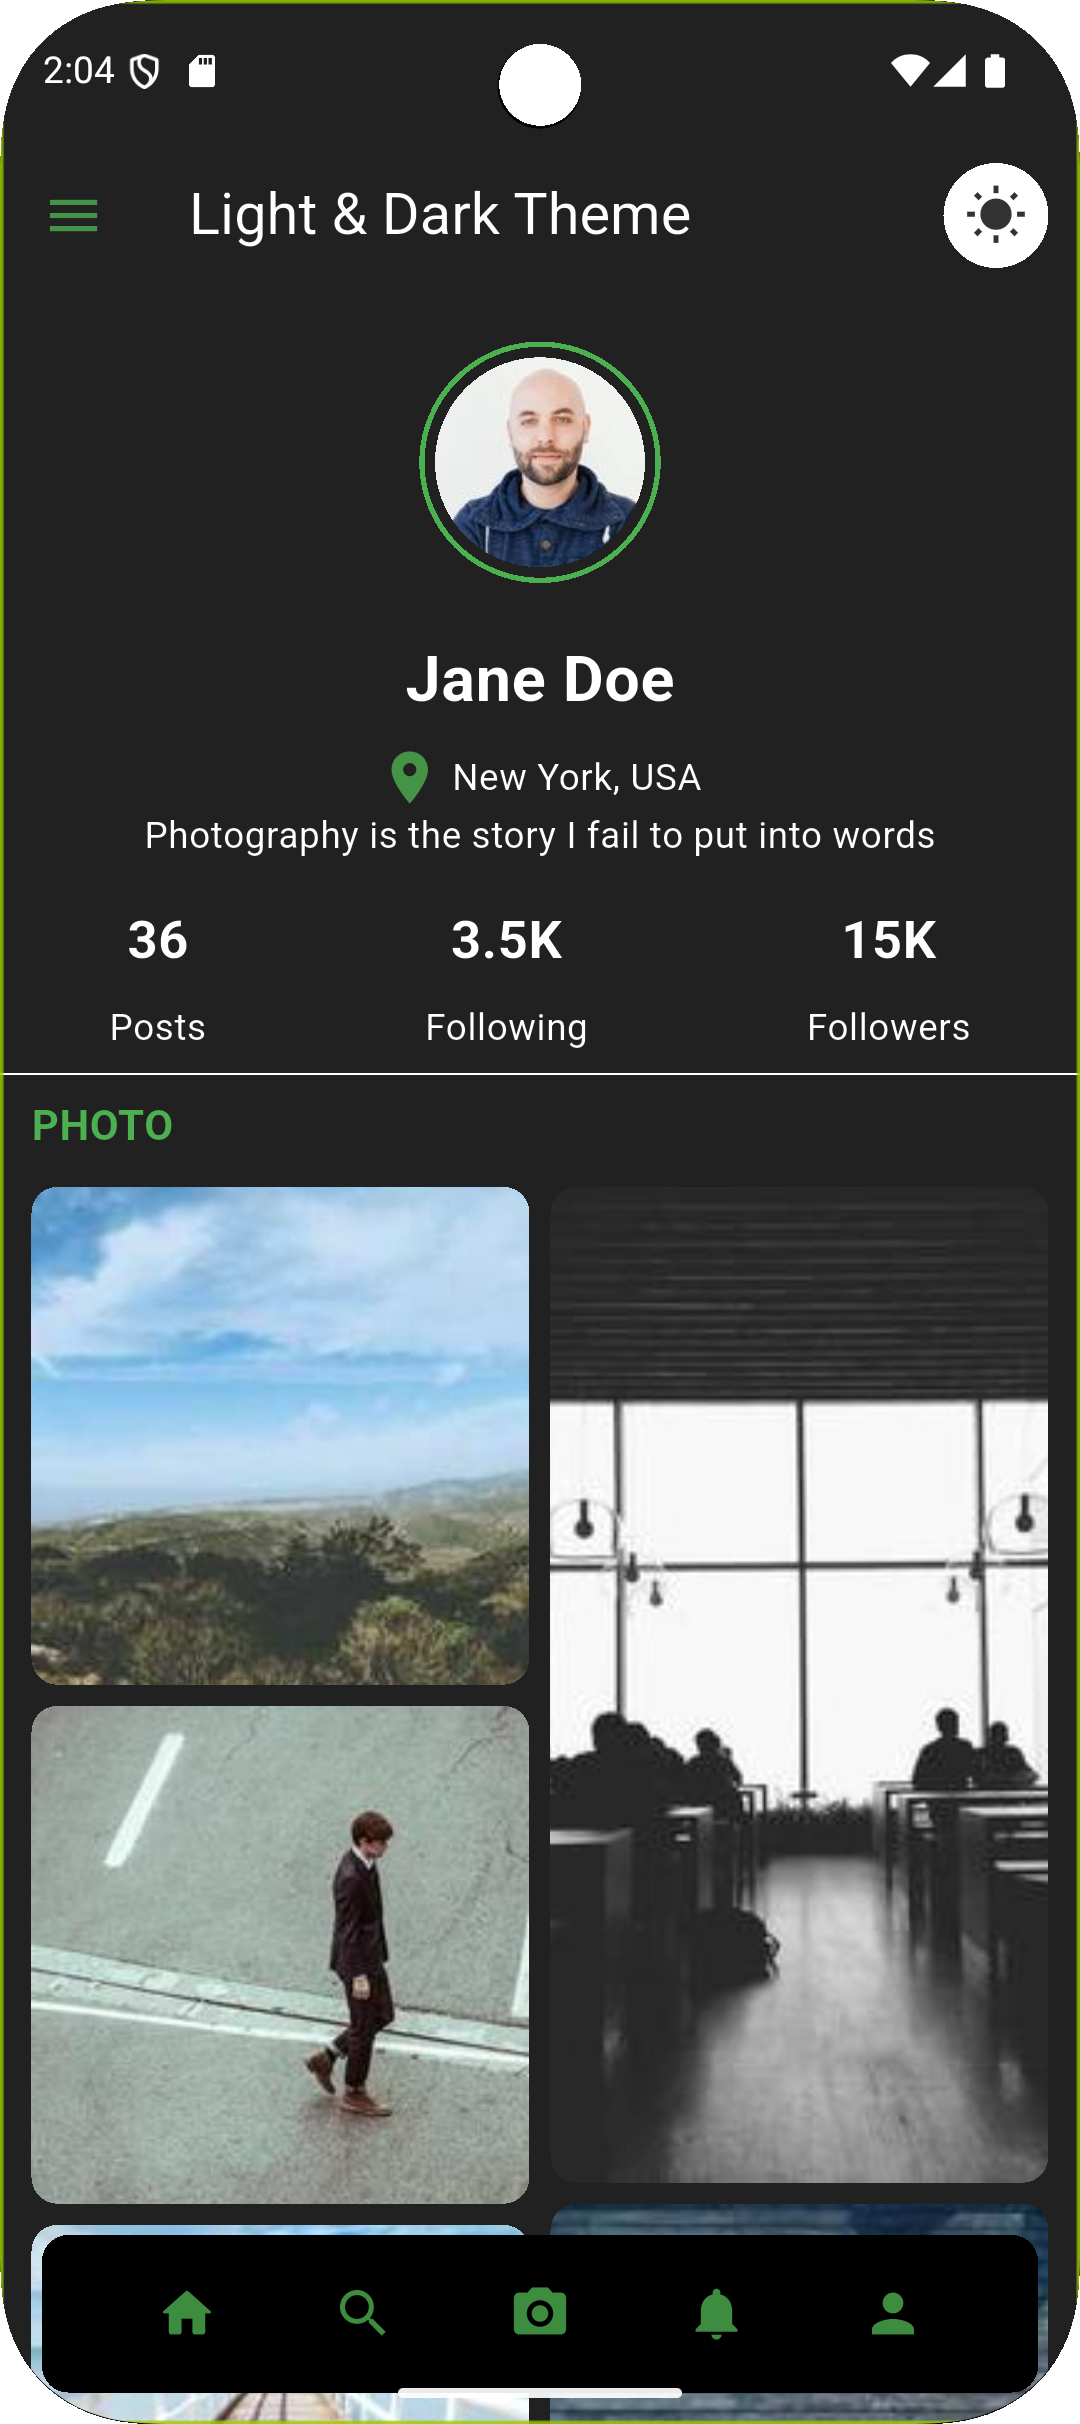 2:04
Light & Dark Theme
Jane Doe
New York, USA
Photography is the story I fail to put into words
36 3.5K 15K
Posts Following Followers
PHOTO